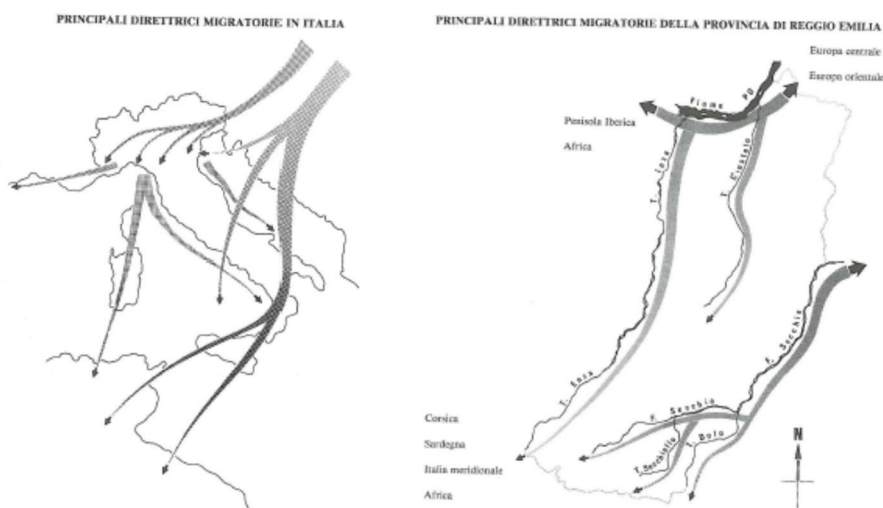 PRINCIPALI DIRETTRICI MIGRATORIE IN ITALIA
PRINCIPALI DIRETTRICI MIGRATORIE DELLA PROVINCIA DI REGGIO EMILIA
Europa centrale
Europa orientale
Fiume PO
Penisola Iberica
Africa
T. Enza
T. Crostolo
F. Secchia
T. Enza
F. Secchia
T. Dolo
T. Secchiello
Corsica
Sardegna
Italia meridionale
Africa
N